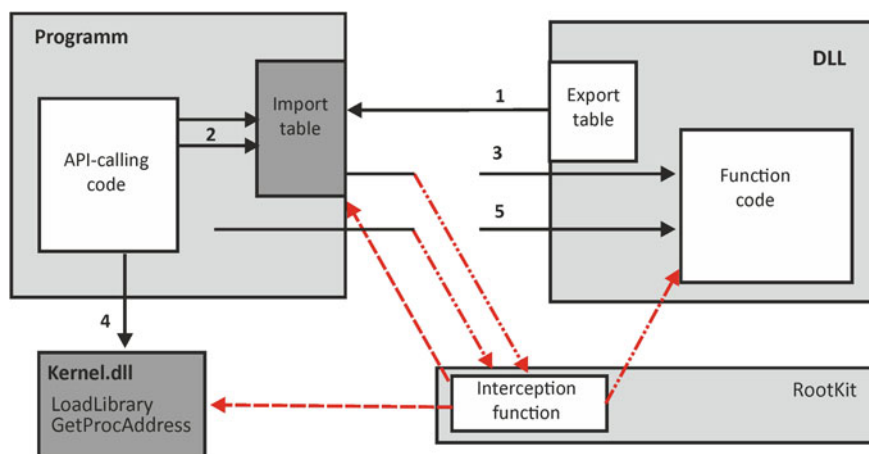 Programm
DLL
Import
table
1
Export
table
2
API-calling
code
3
Function
code
5
4
Kernel.dll
LoadLibrary
GetProcAddress
Interception
function
RootKit